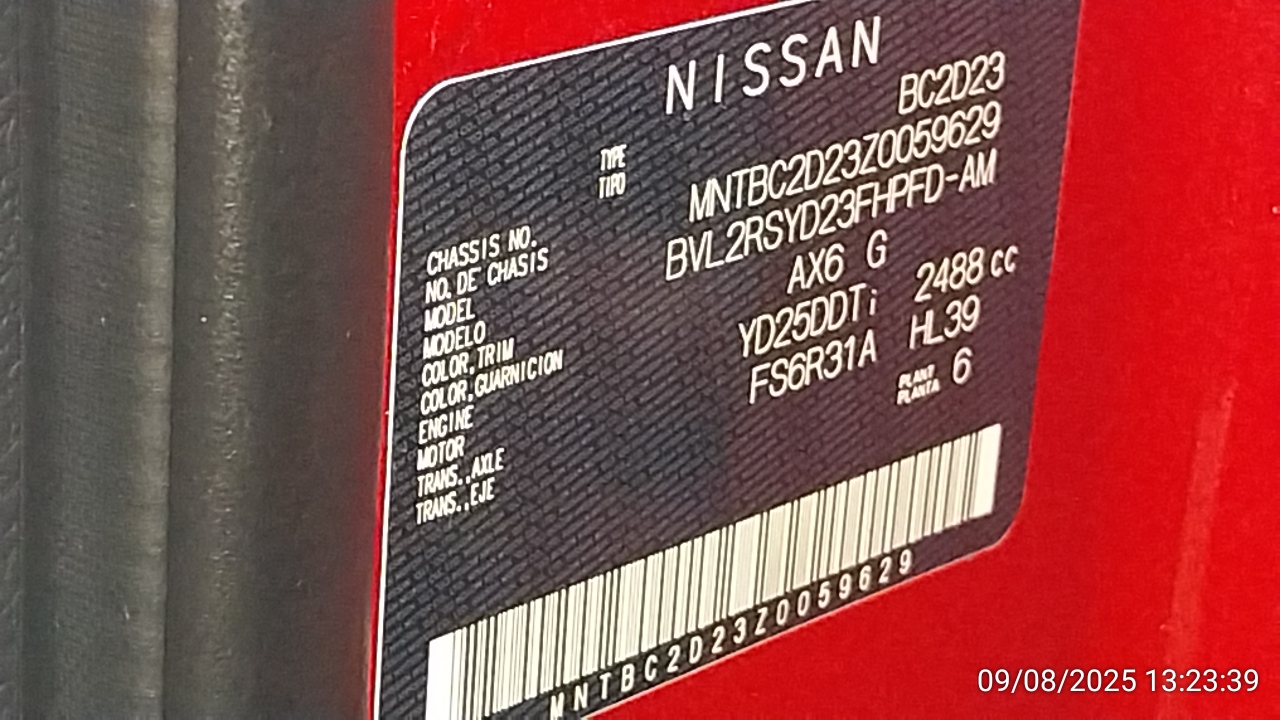 NISSAN
TYPE BC2D23
TIPO
CHASSIS NO. MNTBC2D23Z0059629
NO. DE CHASIS
MODEL BVL2RSYD23FHPFD-AM
MODELO
COLOR,TRIM AX6 G
COLOR,GUARNICION
ENGINE YD25DDTi 2488 cc
MOTOR
TRANS.,AXLE FS6R31A HL39
TRANS.,EJE
PLANT 6
PLANTA
MNTBC2D23Z0059629
09/08/2025 13:23:39